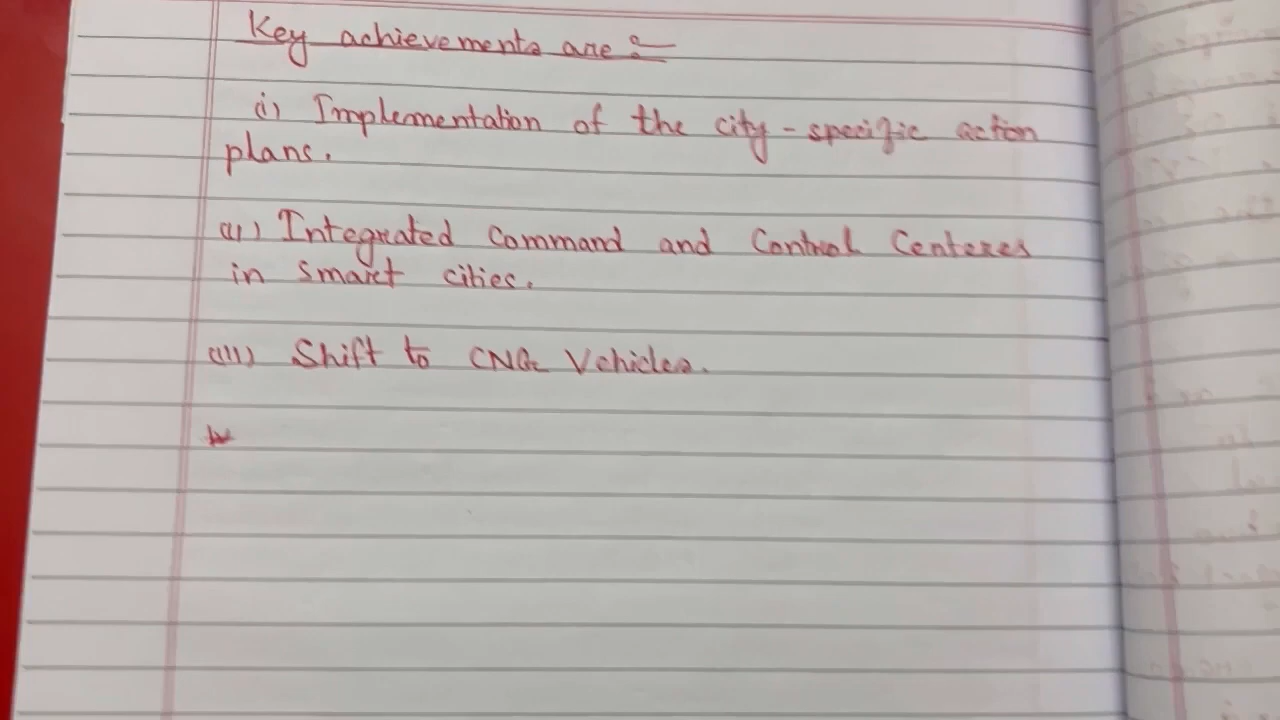 Key achievements are :-
(i) Implementation of the city-specific action
plans.
(ii) Integrated Command and Control Centeres
in smart cities.
(iii) Shift to CNG Vehicles.